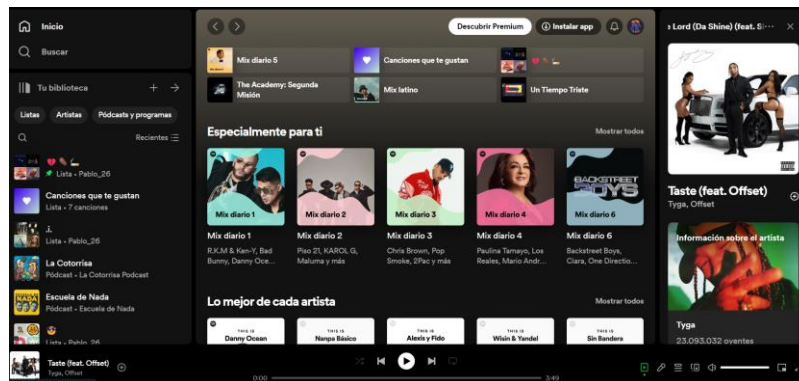 Inicio
Buscar
Tu biblioteca
Listas
Artistas
Pódcasts y programas
Recientes
Lista • Pablo_26
Canciones que te gustan
Lista • 7 canciones
Lista • Pablo_26
La Cotorrisa
Pódcast • La Cotorrisa Podcast
NADA
Escuela de Nada
Pódcast • Escuela de Nada
Lista • Pablo_26
Descubrir Premium
Instalar app
Mix diario 5
Canciones que te gustan
The Academy: Segunda
Misión
Mix latino
Un Tiempo Triste
Especialmente para ti
Mostrar todos
Mix diario 1
Mix diario 2
Mix diario 3
Mix diario 4
BACKSTREET
BOYS
Mix diario 6
Mix diario 1
R.K.M & Ken-Y, Bad
Bunny, Danny Oce...
Mix diario 2
Piso 21, KAROL G,
Maluma y más
Mix diario 3
Chris Brown, Pop
Smoke, 2Pac y más
Mix diario 4
Paulina Tamayo, Los
Reales, Mario Andr...
Mix diario 6
Backstreet Boys,
Ciara, One Directio...
Lo mejor de cada artista
Mostrar todos
THIS IS
Danny Ocean
THIS IS
Nanpa Básico
THIS IS
Alexis y Fido
THIS IS
Wisin & Yandel
THIS IS
Sin Banderas
Lord (Da Shine) (feat. S
Taste (feat. Offset)
Tyga, Offset
Información sobre el artista
Tyga
23.093.032 oyentes
Taste (feat. Offset)
Tyga, Offset
0:00
3:49